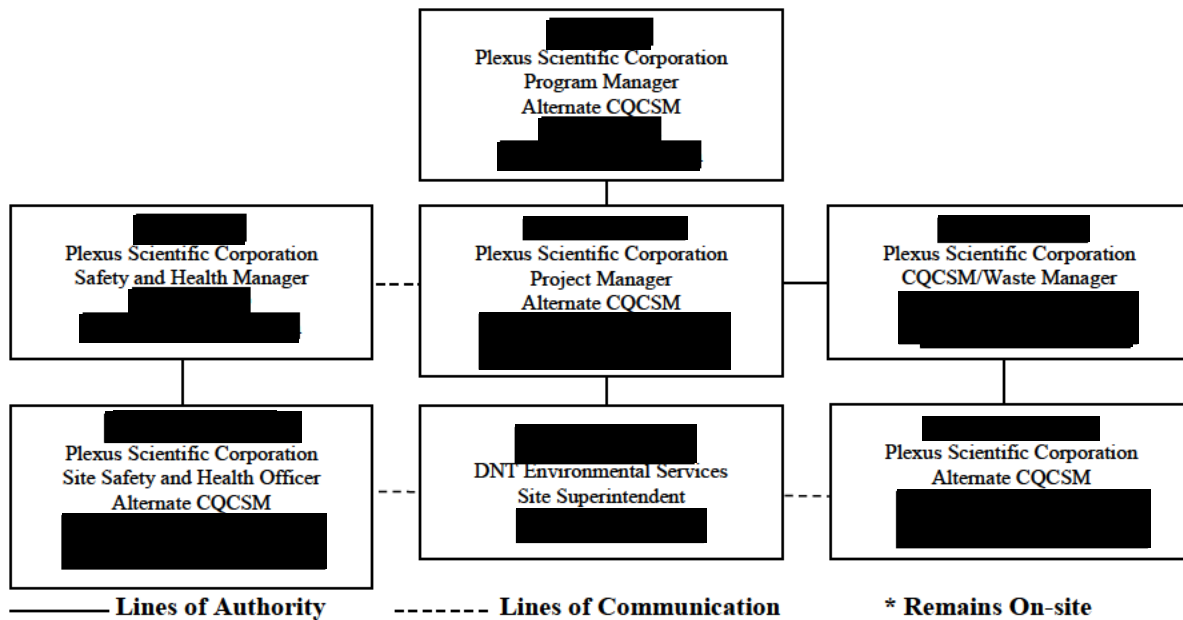 Plexus Scientific Corporation
Program Manager
Alternate CQCSM
Plexus Scientific Corporation
Safety and Health Manager
Plexus Scientific Corporation
Project Manager
Alternate CQCSM
Plexus Scientific Corporation
CQCSM/Waste Manager
Plexus Scientific Corporation
Site Safety and Health Officer
Alternate CQCSM
DNT Environmental Services
Site Superintendent
Plexus Scientific Corporation
Alternate CQCSM
Lines of Authority
Lines of Communication
* Remains On-site